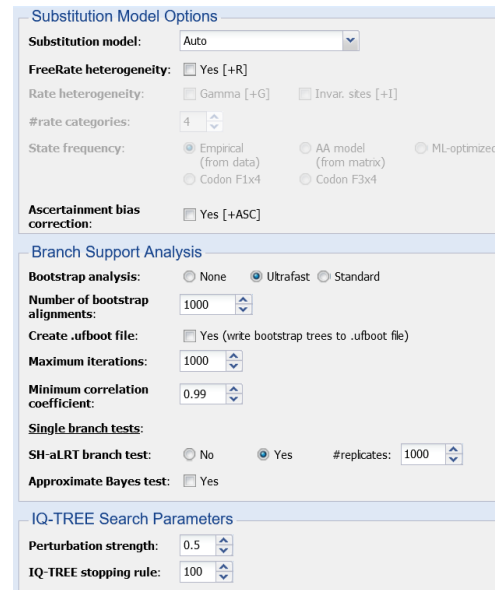 Substitution Model Options
Substitution model: Auto
FreeRate heterogeneity: Yes [+R]
Rate heterogeneity: Gamma [+G] Invar. sites [+I]
#rate categories: 4
State frequency: Empirical (from data) AA model (from matrix) ML-optimized
Codon F1x4 Codon F3x4
Ascertainment bias correction: Yes [+ASC]
Branch Support Analysis
Bootstrap analysis: None Ultrafast Standard
Number of bootstrap alignments: 1000
Create .ufboot file: Yes (write bootstrap trees to .ufboot file)
Maximum iterations: 1000
Minimum correlation coefficient: 0.99
Single branch tests:
SH-aLRT branch test: No Yes #replicates: 1000
Approximate Bayes test: Yes
IQ-TREE Search Parameters
Perturbation strength: 0.5
IQ-TREE stopping rule: 100